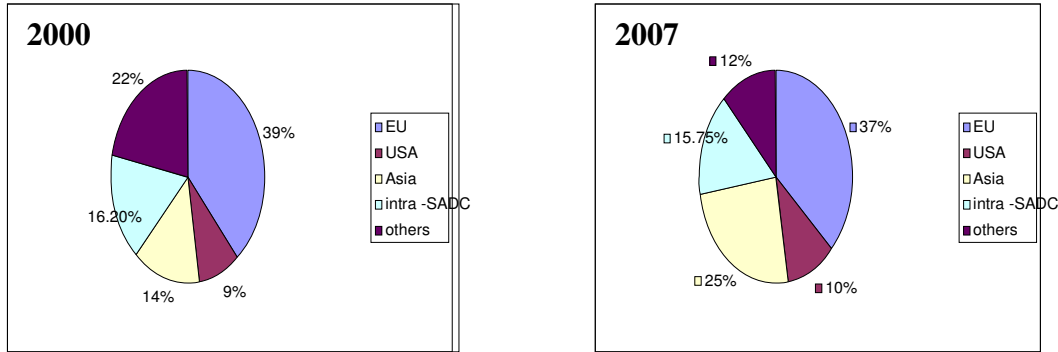 2000
22%
39%
16.20%
14%
9%
EU
USA
Asia
intra -SADC
others
2007
12%
37%
15.75%
25%
10%
EU
USA
Asia
intra -SADC
others